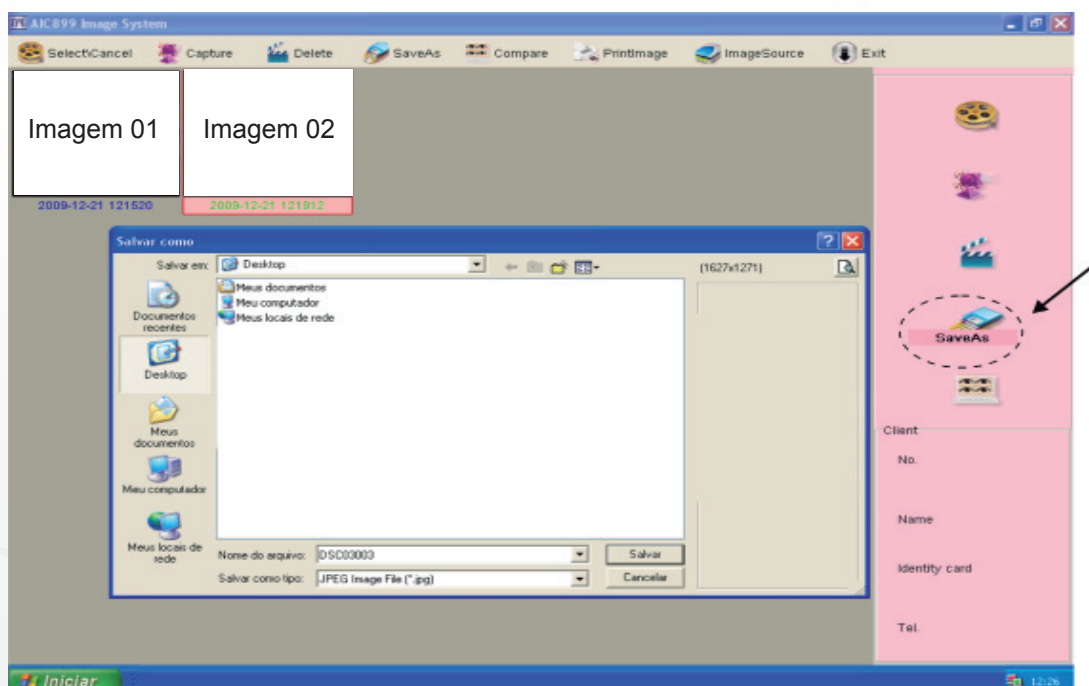 AIC899 Image System
Select\Cancel Capture Delete SaveAs Compare PrintImage ImageSource Exit
Imagem 01 Imagem 02
2009-12-21 121520 2009-12-21 121912
Salvar como
Salvar em: Desktop (1627x1271)
Meus documentos
Meu computador
Meus locais de rede
Documentos recentes
Desktop
Meus documentos
Meu computador
Meus locais de rede
Nome do arquivo: DSC03003 Salvar
Salvar como tipo: JPEG Image File (*.jpg) Cancelar
SaveAs
Client
No.
Name
Identity card
Tel.
Iniciar 12:26